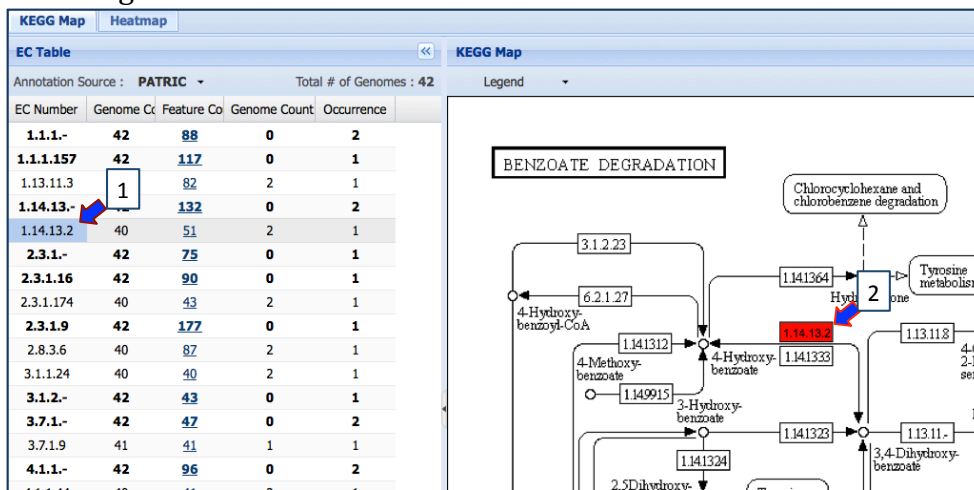 KEGG Map Heatmap
EC Table
KEGG Map
Annotation Source : PATRIC Total # of Genomes : 42
Legend
EC Number Genome Co Feature Co Genome Count Occurrence
1.1.1.- 42 88 0 2
1.1.1.157 42 117 0 1
1.13.11.3 82 2 1
1.14.13.- 132 0 2
1.14.13.2 40 51 2 1
2.3.1.- 42 75 0 1
2.3.1.16 42 90 0 1
2.3.1.174 40 43 2 1
2.3.1.9 42 177 0 1
2.8.3.6 40 87 2 1
3.1.1.24 40 40 2 1
3.1.2.- 42 43 0 1
3.7.1.- 42 47 0 2
3.7.1.9 41 41 1 1
4.1.1.- 42 96 0 2
1
BENZOATE DEGRADATION
Chlorocyclohexane and
chlorobenzene degradation
3.1.2.23
1.14.13.64
Tyrosine
metabolism
6.2.1.27
2
4-Hydroxy-
benzoyl-CoA
1.14.13.2
1.14.13.12
1.13.11.8
4-Methoxy-
benzoate
4-Hydroxy-
benzoate
1.14.13.33
1.14.99.15
3-Hydroxy-
benzoate
1.14.13.23
1.13.11.-
1.14.13.24
3,4-Dihydroxy-
benzoate
2,5Dihydroxy-